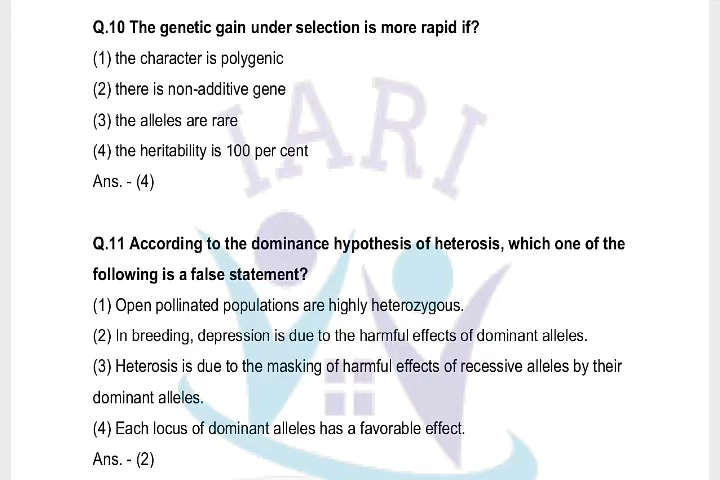 Q.10 The genetic gain under selection is more rapid if?
(1) the character is polygenic
(2) there is non-additive gene
(3) the alleles are rare
(4) the heritability is 100 per cent
Ans. - (4)
Q.11 According to the dominance hypothesis of heterosis, which one of the
following is a false statement?
(1) Open pollinated populations are highly heterozygous.
(2) In breeding, depression is due to the harmful effects of dominant alleles.
(3) Heterosis is due to the masking of harmful effects of recessive alleles by their
dominant alleles.
(4) Each locus of dominant alleles has a favorable effect.
Ans. - (2)
IARI